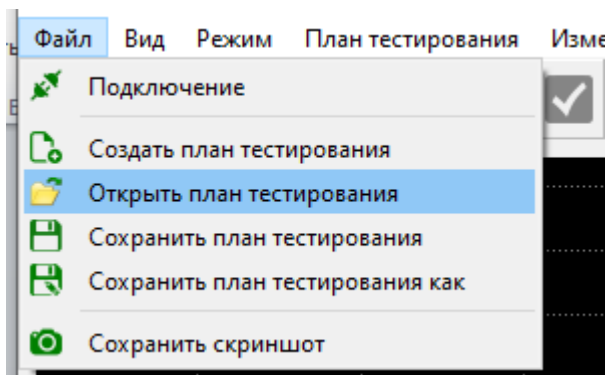 Файл Вид Режим План тестирования
Подключение
Создать план тестирования
Открыть план тестирования
Сохранить план тестирования
Сохранить план тестирования как
Сохранить скриншот